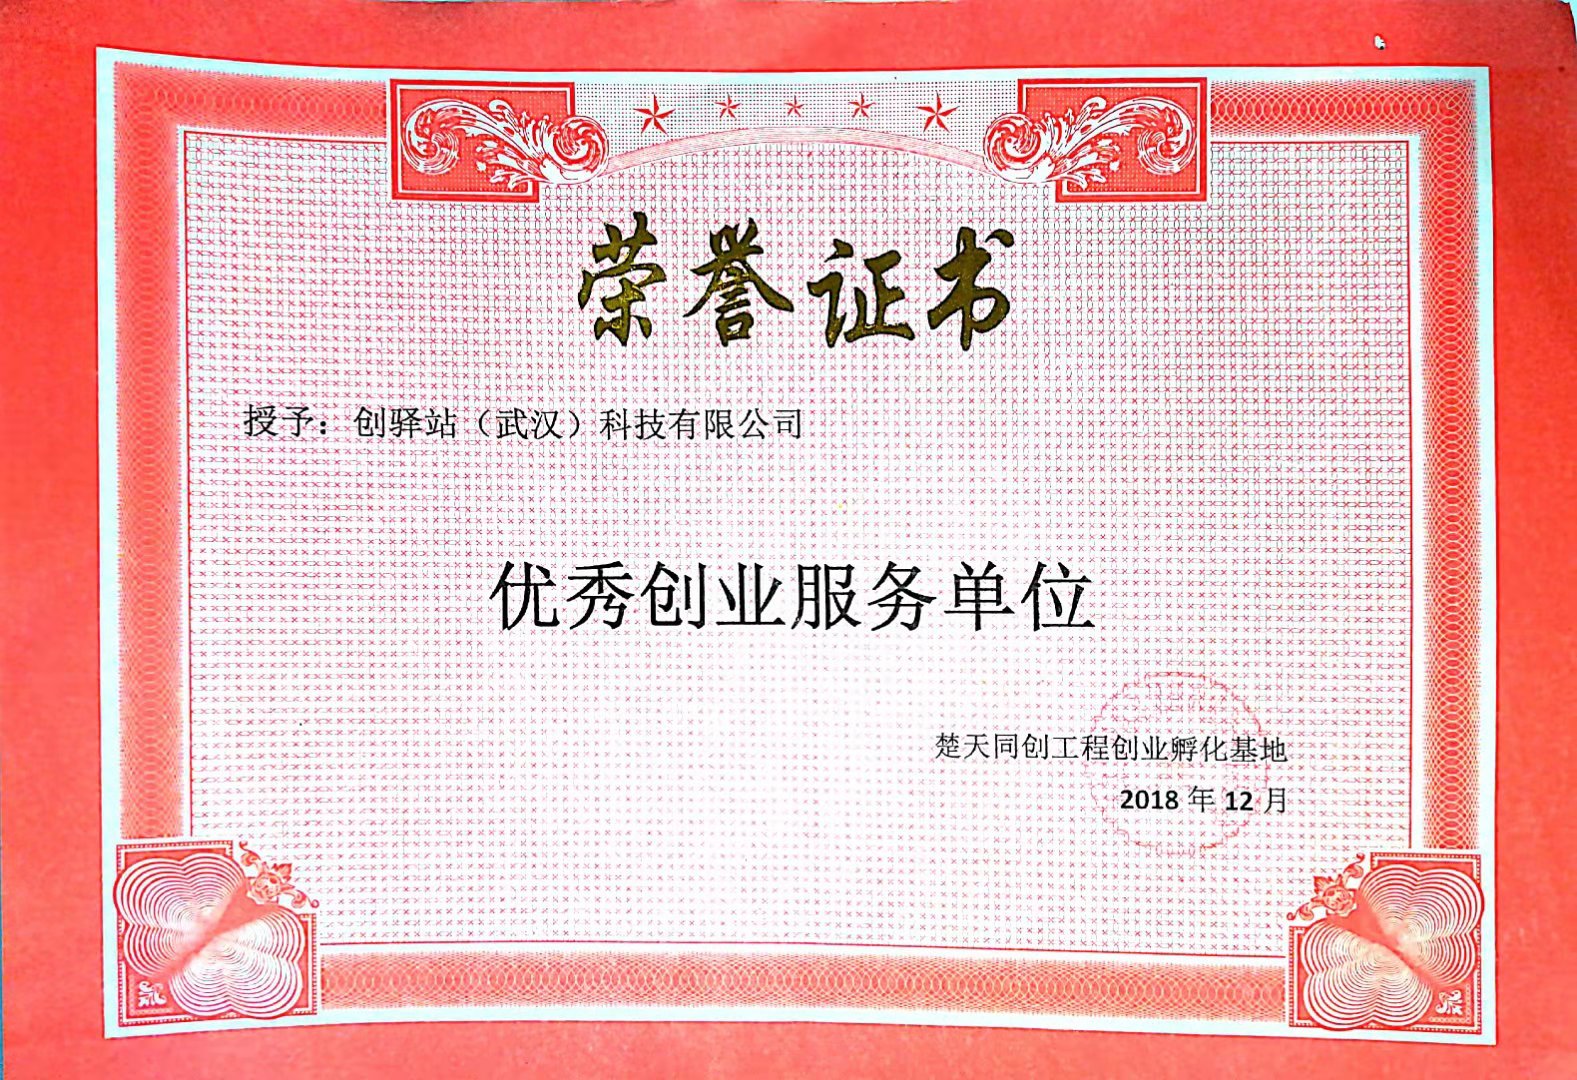 荣誉证书
授予：创驿站（武汉）科技有限公司
优秀创业服务单位
楚天同创工程创业孵化基地
2018 年 12 月